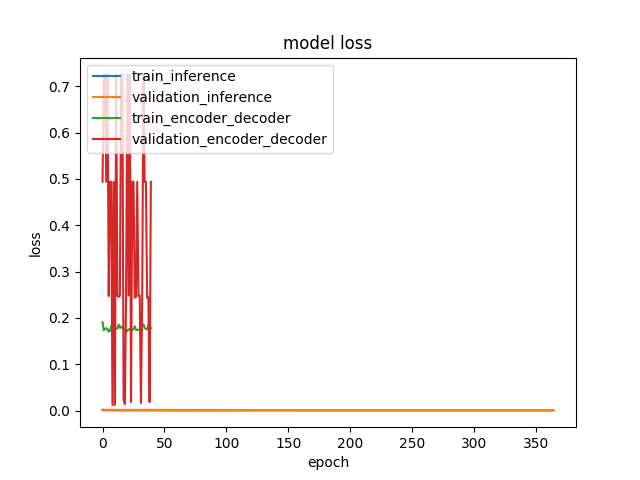 model loss
train_inference
validation_inference
train_encoder_decoder
validation_encoder_decoder
0.7
0.6
0.5
0.4
0.3
0.2
0.1
0.0
loss
0 50 100 150 200 250 300 350
epoch